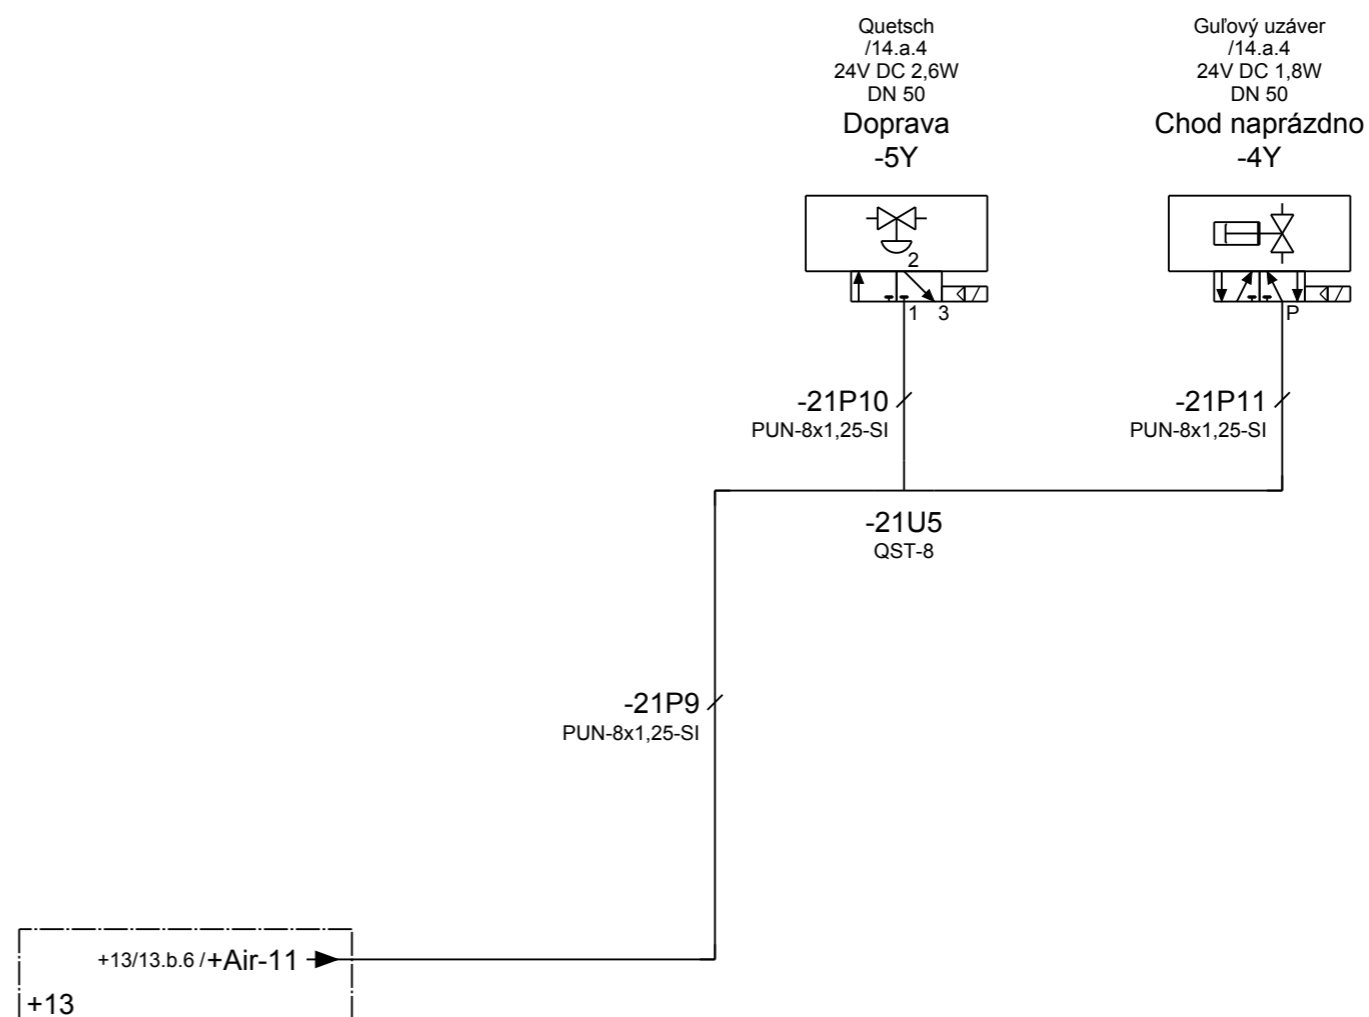 Quetsch
/14.a.4
24V DC 2,6W
DN 50
Doprava
-5Y
Guľový uzáver
/14.a.4
24V DC 1,8W
DN 50
Chod naprázdno
-4Y
2
1 3
P
-21P10
PUN-8x1,25-SI
-21P11
PUN-8x1,25-SI
-21U5
QST-8
-21P9
PUN-8x1,25-SI
+13/13.b.6 /+Air-11
+13